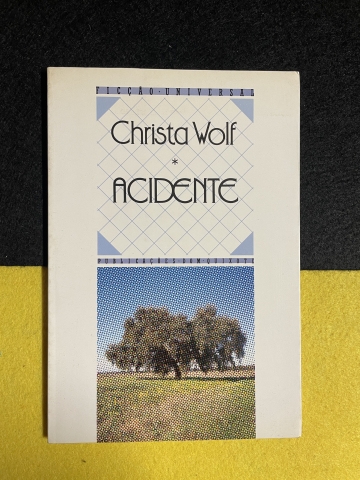 FICÇÃO · UNIVERSAL
Christa Wolf
*
ACIDENTE
PUBLICAÇÕES DOM QUIXOTE